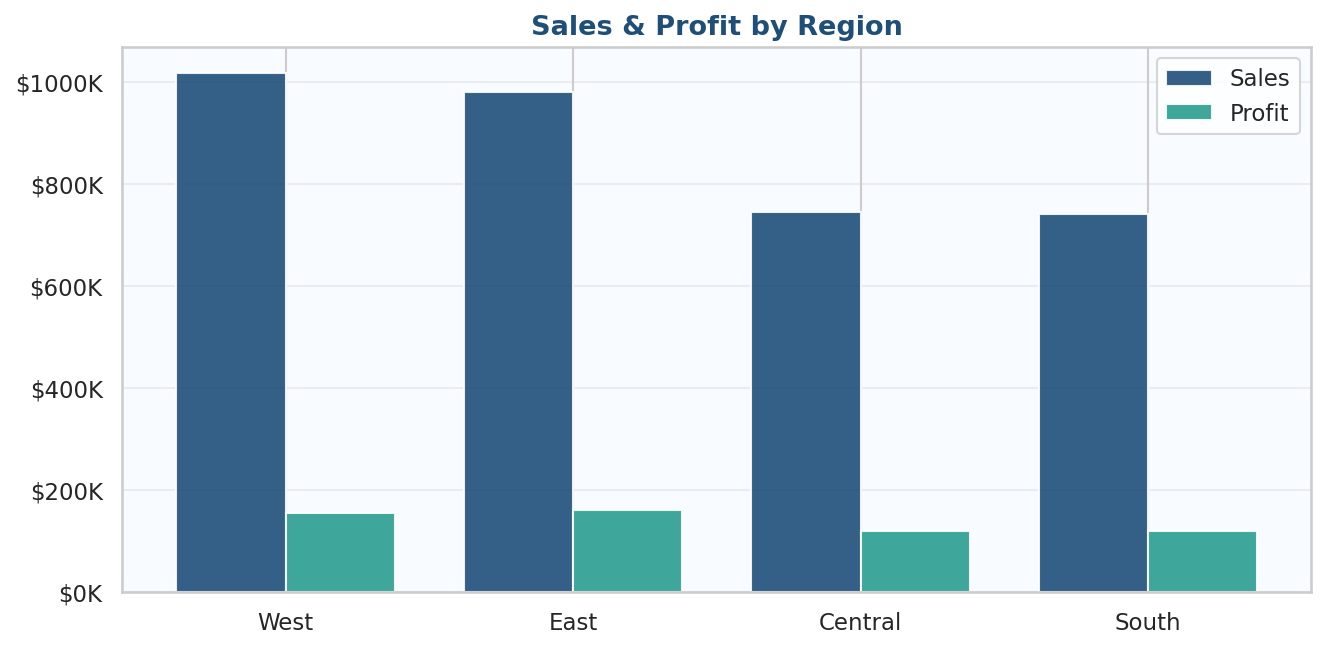 Sales & Profit by Region
$1000K
$800K
$600K
$400K
$200K
$0K
Sales
Profit
West
East
Central
South